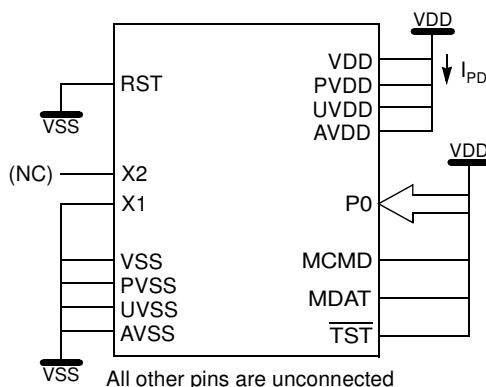 VDD
VDD
I_PD
RST
PVDD
UVDD
AVDD
VSS
VDD
(NC)
X2
X1
P0
VSS
MCMD
PVSS
UVSS
MDAT
AVSS
TST
VSS
All other pins are unconnected